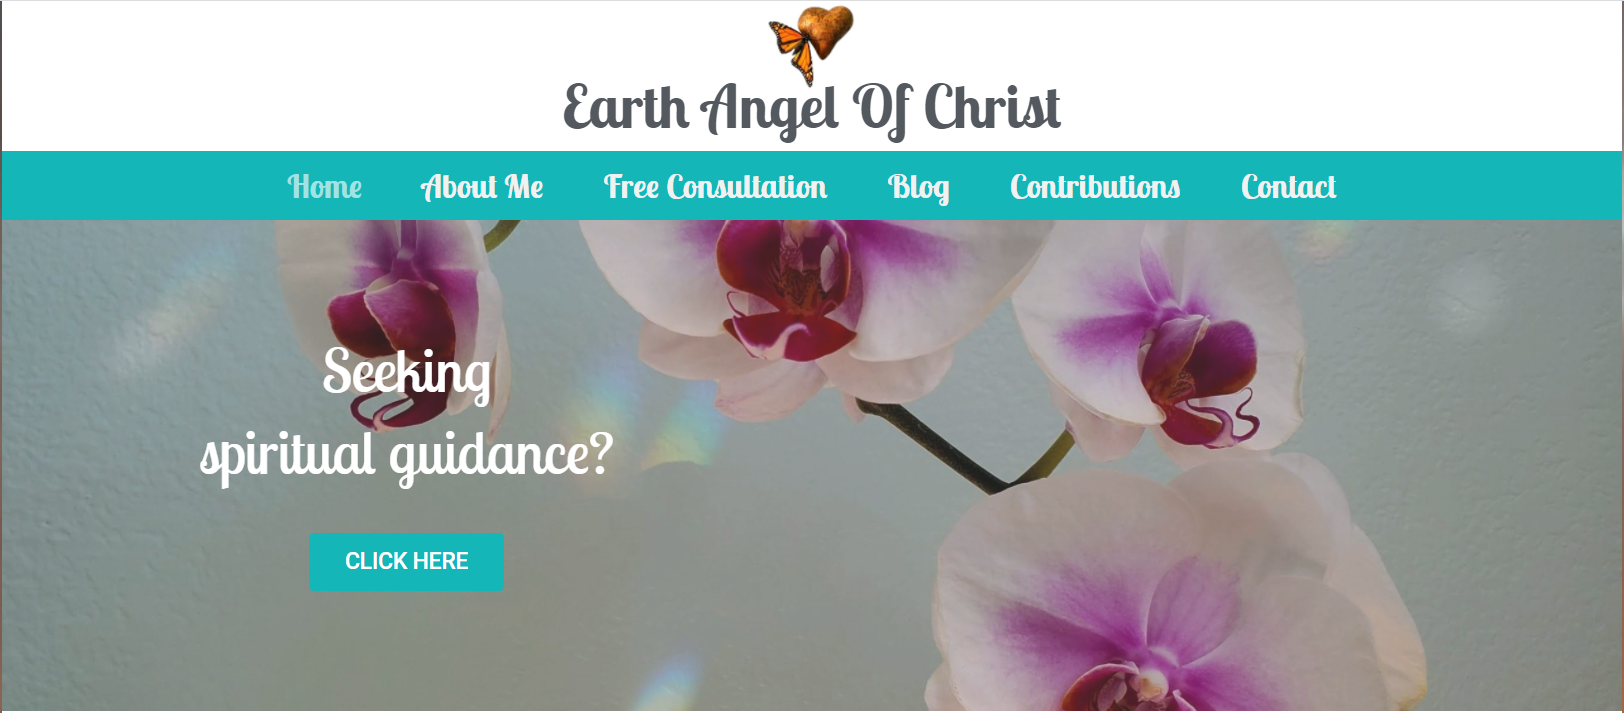 Earth Angel Of Christ
Home About Me Free Consultation Blog Contributions Contact
Seeking
spiritual guidance?
CLICK HERE